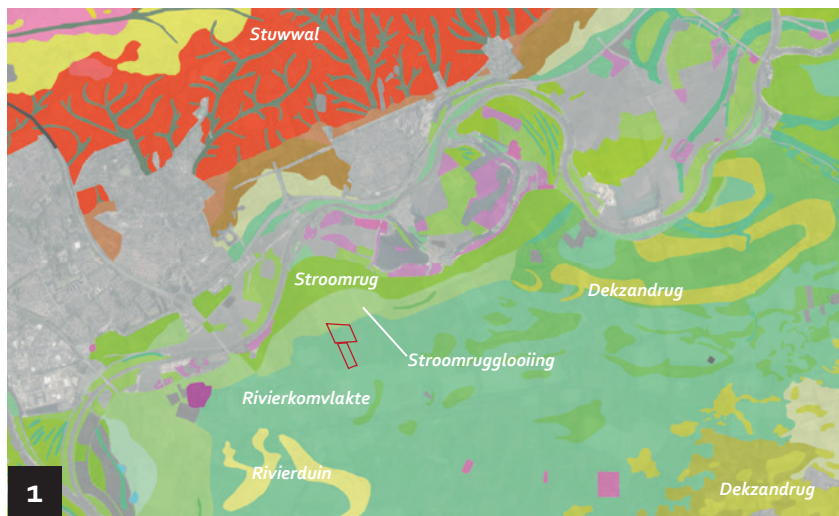 Stuwwal
Stroomrug
Dekzandrug
Stroomrugglooiing
Rivierkomvlakte
Rivierduin
Dekzandrug
1